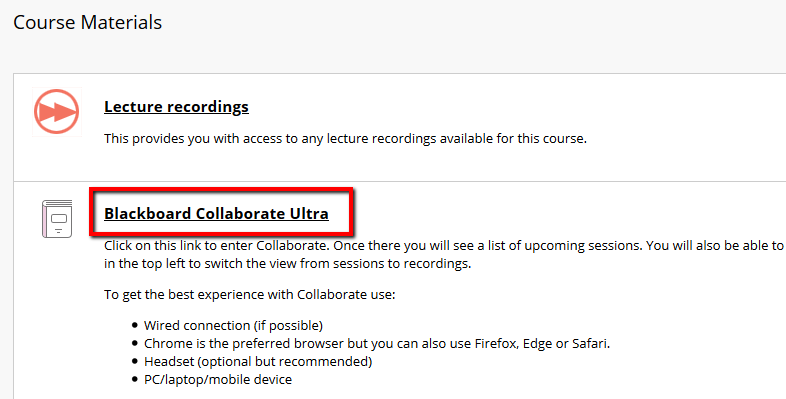 Course Materials
Lecture recordings
This provides you with access to any lecture recordings available for this course.
Blackboard Collaborate Ultra
Click on this link to enter Collaborate. Once there you will see a list of upcoming sessions. You will also be able to
in the top left to switch the view from sessions to recordings.
To get the best experience with Collaborate use:
• Wired connection (if possible)
• Chrome is the preferred browser but you can also use Firefox, Edge or Safari.
• Headset (optional but recommended)
• PC/laptop/mobile device